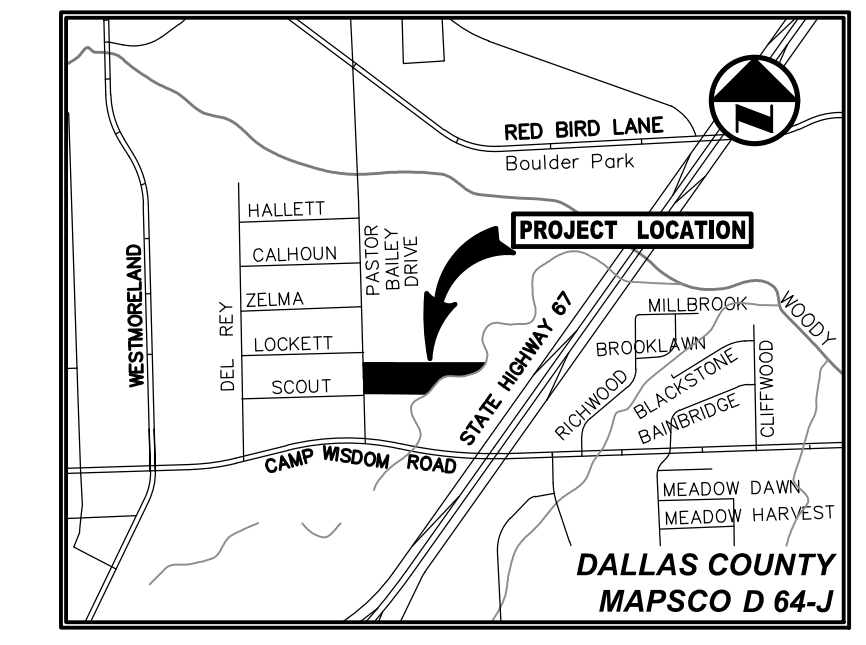 RED BIRD LANE
Boulder Park
HALLETT
CALHOUN
ZELMA
LOCKETT
SCOUT
DEL REY
WESTMORELAND
PASTOR
BAILEY
DRIVE
PROJECT LOCATION
STATE HIGHWAY 67
MILLBROOK
WOODY
BROOKLAWN
BLACKSTONE
RICHWOOD
BAINBRIDGE
CLIFFWOOD
CAMP WISDOM ROAD
MEADOW DAWN
MEADOW HARVEST
DALLAS COUNTY
MAPSCO D 64-J
N